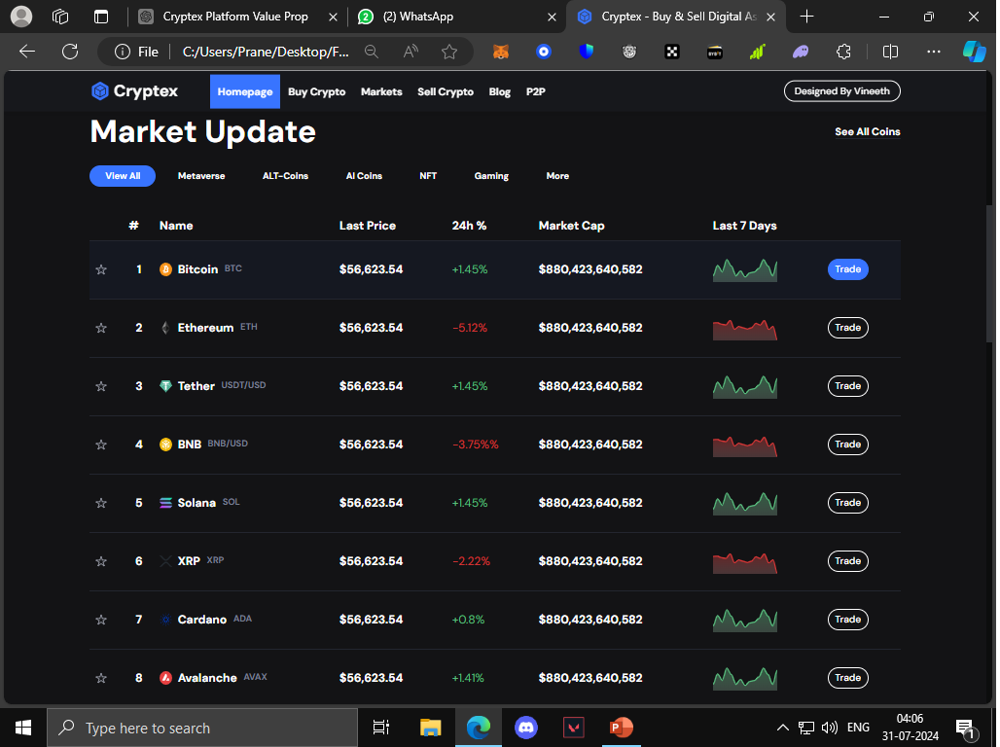 Cryptex Platform Value Prop
2
(2) WhatsApp
Cryptex - Buy & Sell Digital As
File
C:/Users/Prane/Desktop/F...
Cryptex
Homepage
Buy Crypto
Markets
Sell Crypto
Blog
P2P
Designed By Vineeth
Market Update
See All Coins
View All
Metaverse
ALT-Coins
AI Coins
NFT
Gaming
More
# Name Last Price 24h % Market Cap Last 7 Days
1 Bitcoin BTC $56,623.54 +1.45% $880,423,640,582 Trade
2 Ethereum ETH $56,623.54 -5.12% $880,423,640,582 Trade
3 Tether USDT/USD $56,623.54 +1.45% $880,423,640,582 Trade
4 BNB BNB/USD $56,623.54 -3.75%% $880,423,640,582 Trade
5 Solana SOL $56,623.54 +1.45% $880,423,640,582 Trade
6 XRP XRP $56,623.54 -2.22% $880,423,640,582 Trade
7 Cardano ADA $56,623.54 +0.8% $880,423,640,582 Trade
8 Avalanche AVAX $56,623.54 +1.41% $880,423,640,582 Trade
Type here to search
ENG
04:06
31-07-2024
1